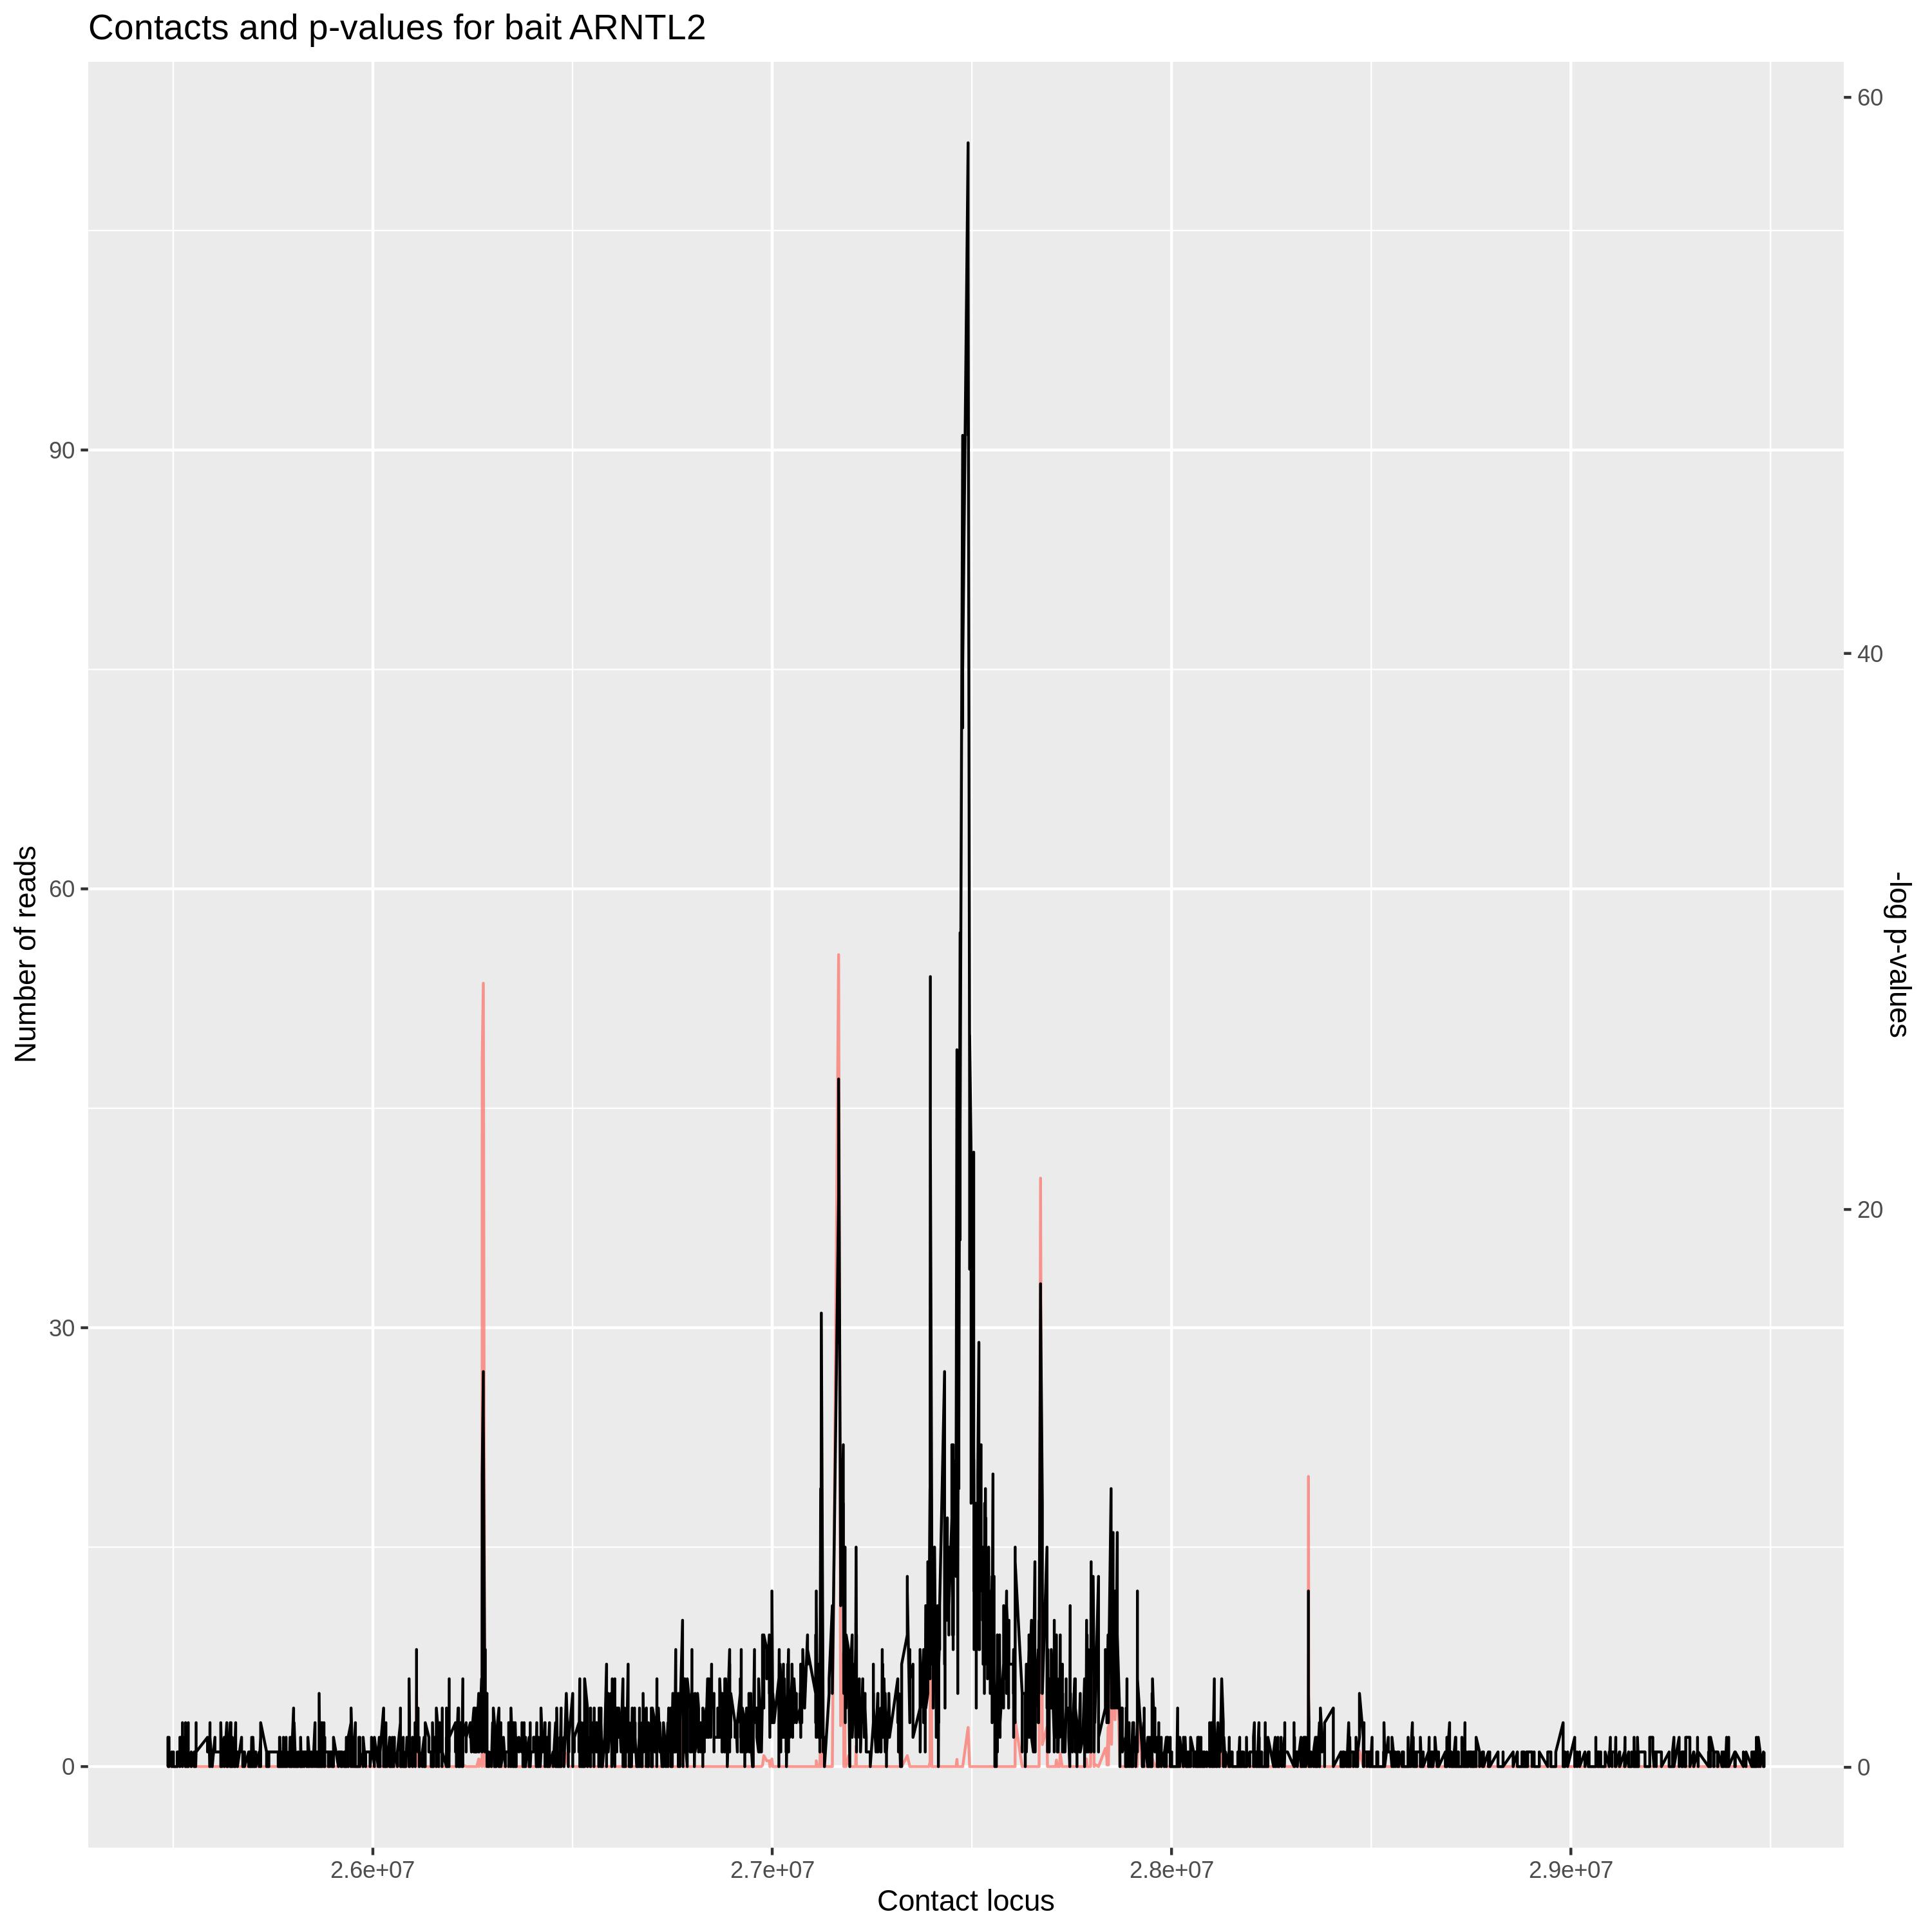 Contacts and p-values for bait ARNTL2
60
90
40
60
Number of reads
-log p-values
20
30
0
0
2.6e+07
2.7e+07
2.8e+07
2.9e+07
Contact locus